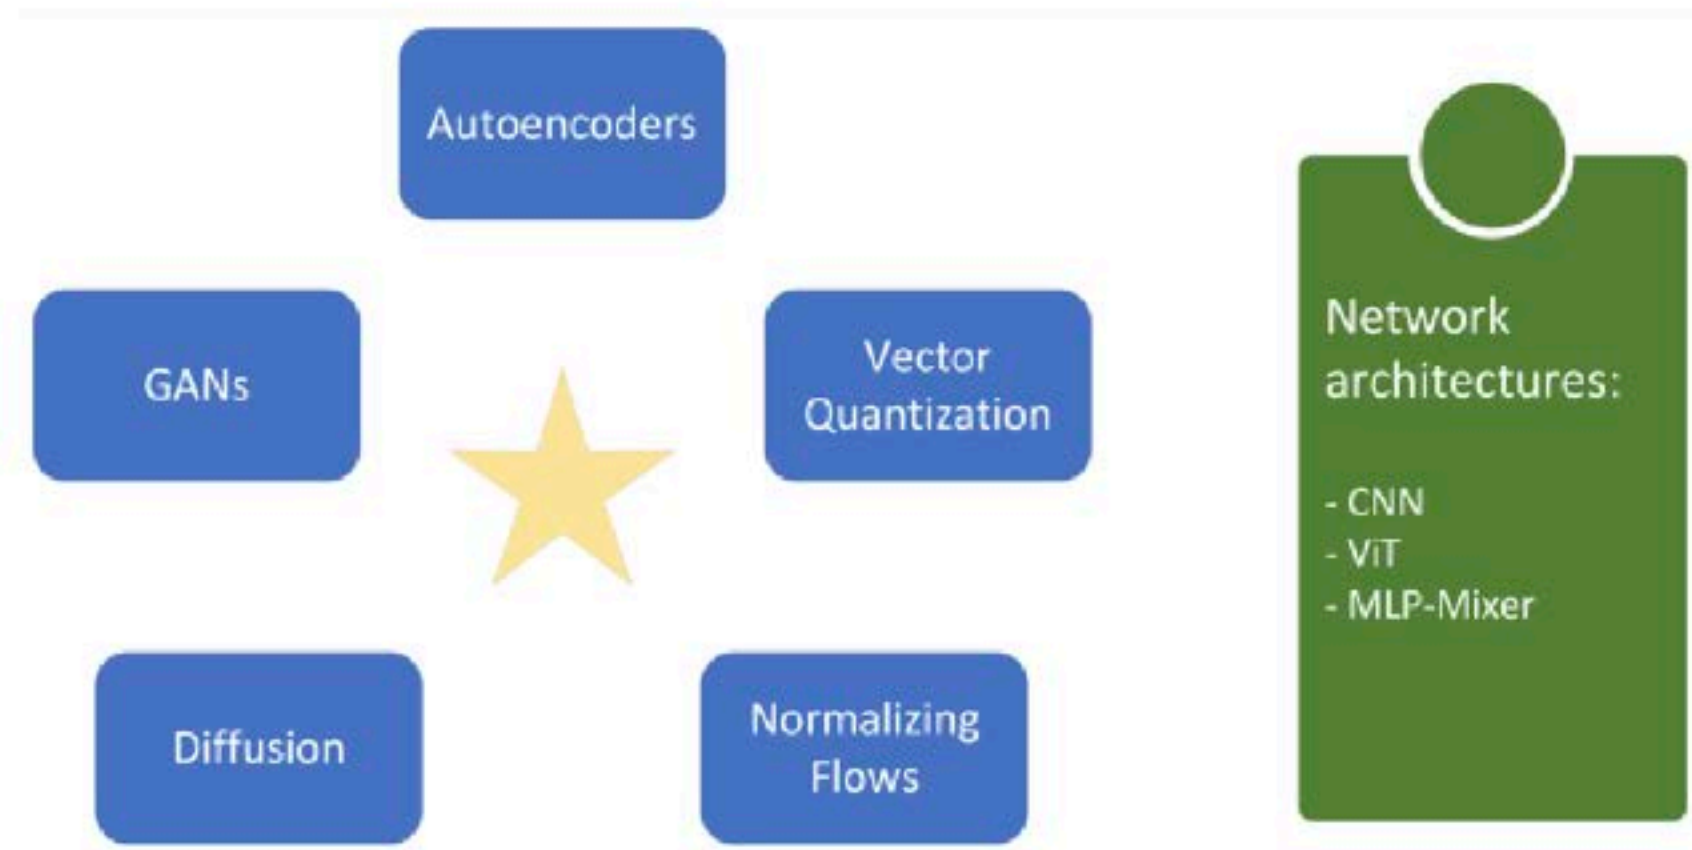 Autoencoders
GANs
Vector
Quantization
Diffusion
Normalizing
Flows
Network
architectures:
- CNN
- ViT
- MLP-Mixer